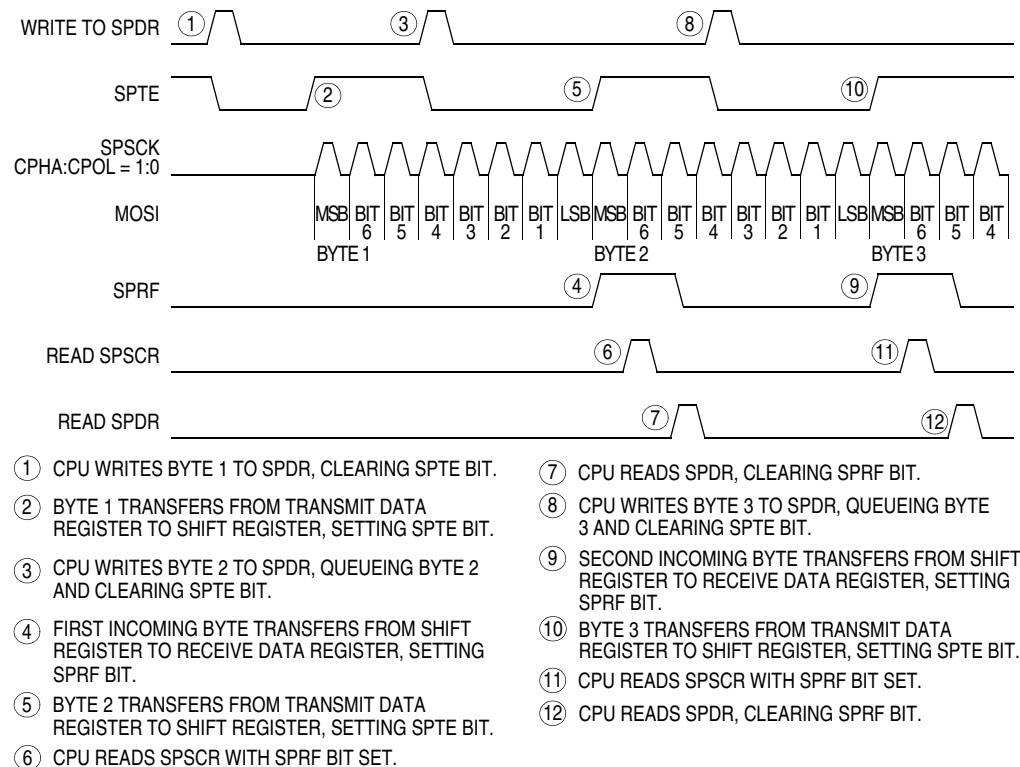 WRITE TO SPDR
1
3
8
SPTE
2
5
10
SPSCK
CPHA:CPOL = 1:0
MOSI
MSB BIT 6 BIT 5 BIT 4 BIT 3 BIT 2 BIT 1 LSB MSB BIT 6 BIT 5 BIT 4 BIT 3 BIT 2 BIT 1 LSB MSB BIT 6 BIT 5 BIT 4
BYTE 1
BYTE 2
BYTE 3
SPRF
4
9
READ SPSCR
6
11
READ SPDR
7
12
1 CPU WRITES BYTE 1 TO SPDR, CLEARING SPTE BIT.
2 BYTE 1 TRANSFERS FROM TRANSMIT DATA
REGISTER TO SHIFT REGISTER, SETTING SPTE BIT.
3 CPU WRITES BYTE 2 TO SPDR, QUEUEING BYTE 2
AND CLEARING SPTE BIT.
4 FIRST INCOMING BYTE TRANSFERS FROM SHIFT
REGISTER TO RECEIVE DATA REGISTER, SETTING
SPRF BIT.
5 BYTE 2 TRANSFERS FROM TRANSMIT DATA
REGISTER TO SHIFT REGISTER, SETTING SPTE BIT.
6 CPU READS SPSCR WITH SPRF BIT SET.
7 CPU READS SPDR, CLEARING SPRF BIT.
8 CPU WRITES BYTE 3 TO SPDR, QUEUEING BYTE
3 AND CLEARING SPTE BIT.
9 SECOND INCOMING BYTE TRANSFERS FROM SHIFT
REGISTER TO RECEIVE DATA REGISTER, SETTING
SPRF BIT.
10 BYTE 3 TRANSFERS FROM TRANSMIT DATA
REGISTER TO SHIFT REGISTER, SETTING SPTE BIT.
11 CPU READS SPSCR WITH SPRF BIT SET.
12 CPU READS SPDR, CLEARING SPRF BIT.